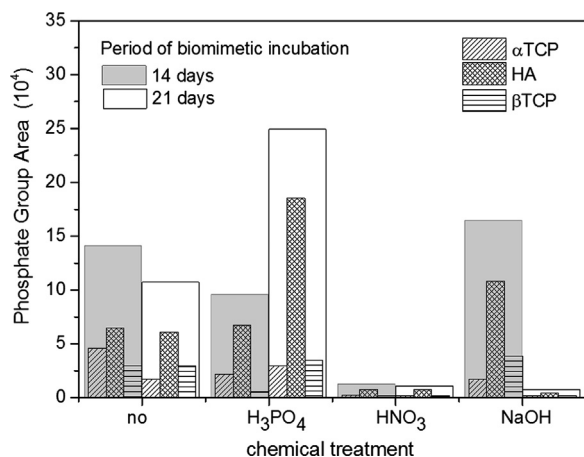 Phosphate Group Area (10⁴)
35
30
25
20
15
10
5
0
Period of biomimetic incubation
14 days
21 days
αTCP
HA
βTCP
no
H₃PO₄
HNO₃
NaOH
chemical treatment